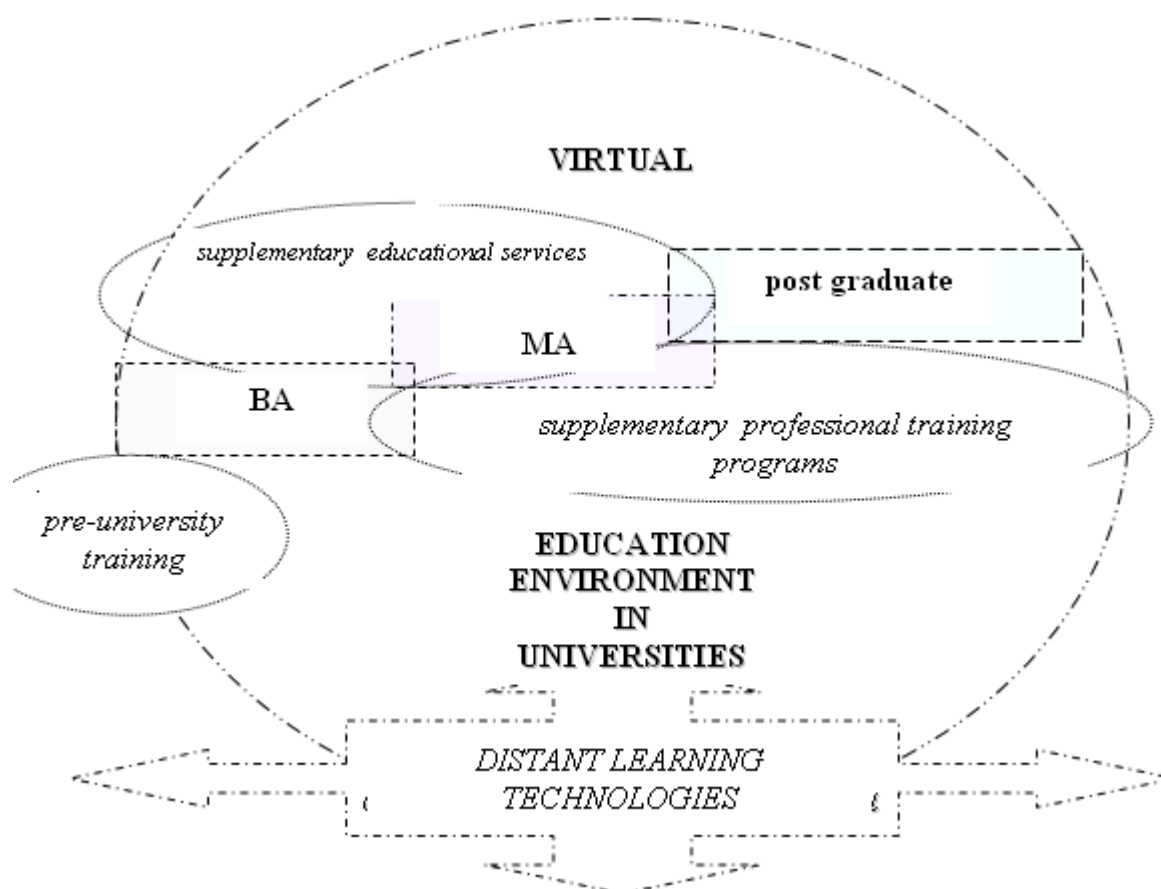 VIRTUAL
supplementary educational services
post graduate
MA
BA
supplementary professional training
programs
pre-university
training
EDUCATION
ENVIRONMENT
IN
UNIVERSITIES
DISTANT LEARNING
TECHNOLOGIES